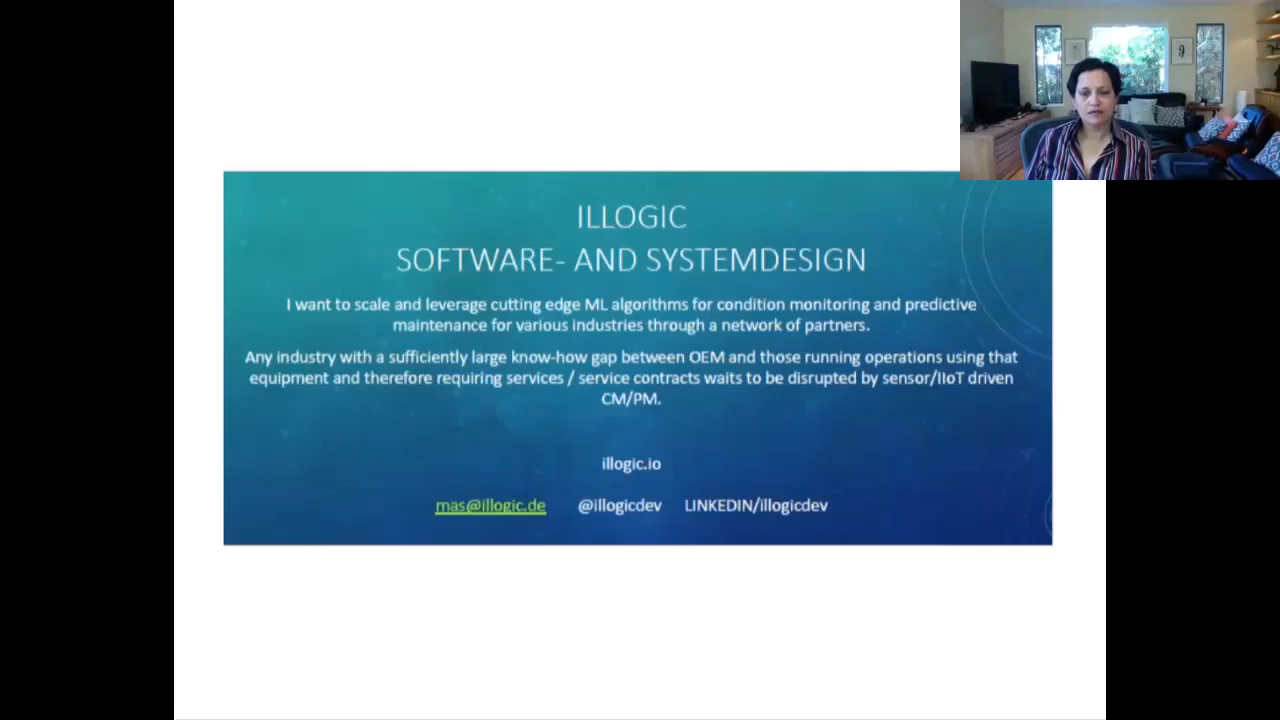 ILLOGIC
SOFTWARE- AND SYSTEMDESIGN
I want to scale and leverage cutting edge ML algorithms for condition monitoring and predictive
maintenance for various industries through a network of partners.
Any industry with a sufficiently large know-how gap between OEM and those running operations using that
equipment and therefore requiring services / service contracts waits to be disrupted by sensor/IIoT driven
CM/PM.
illogic.io
mas@illogic.de @illogicdev LINKEDIN/illogicdev